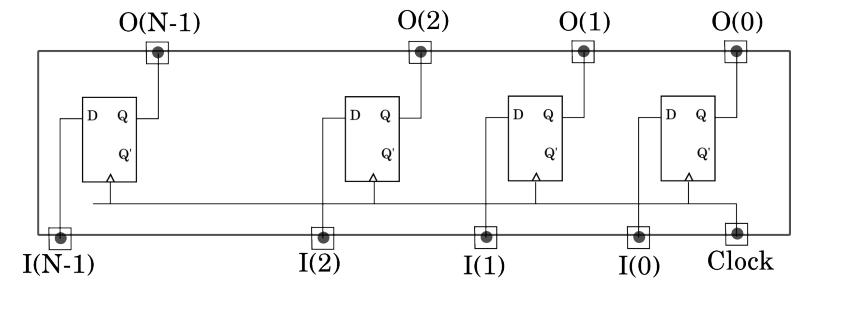 O(N-1) O(2) O(1) O(0)
D Q D Q D Q D Q
Q' Q' Q' Q'
I(N-1) I(2) I(1) I(0) Clock